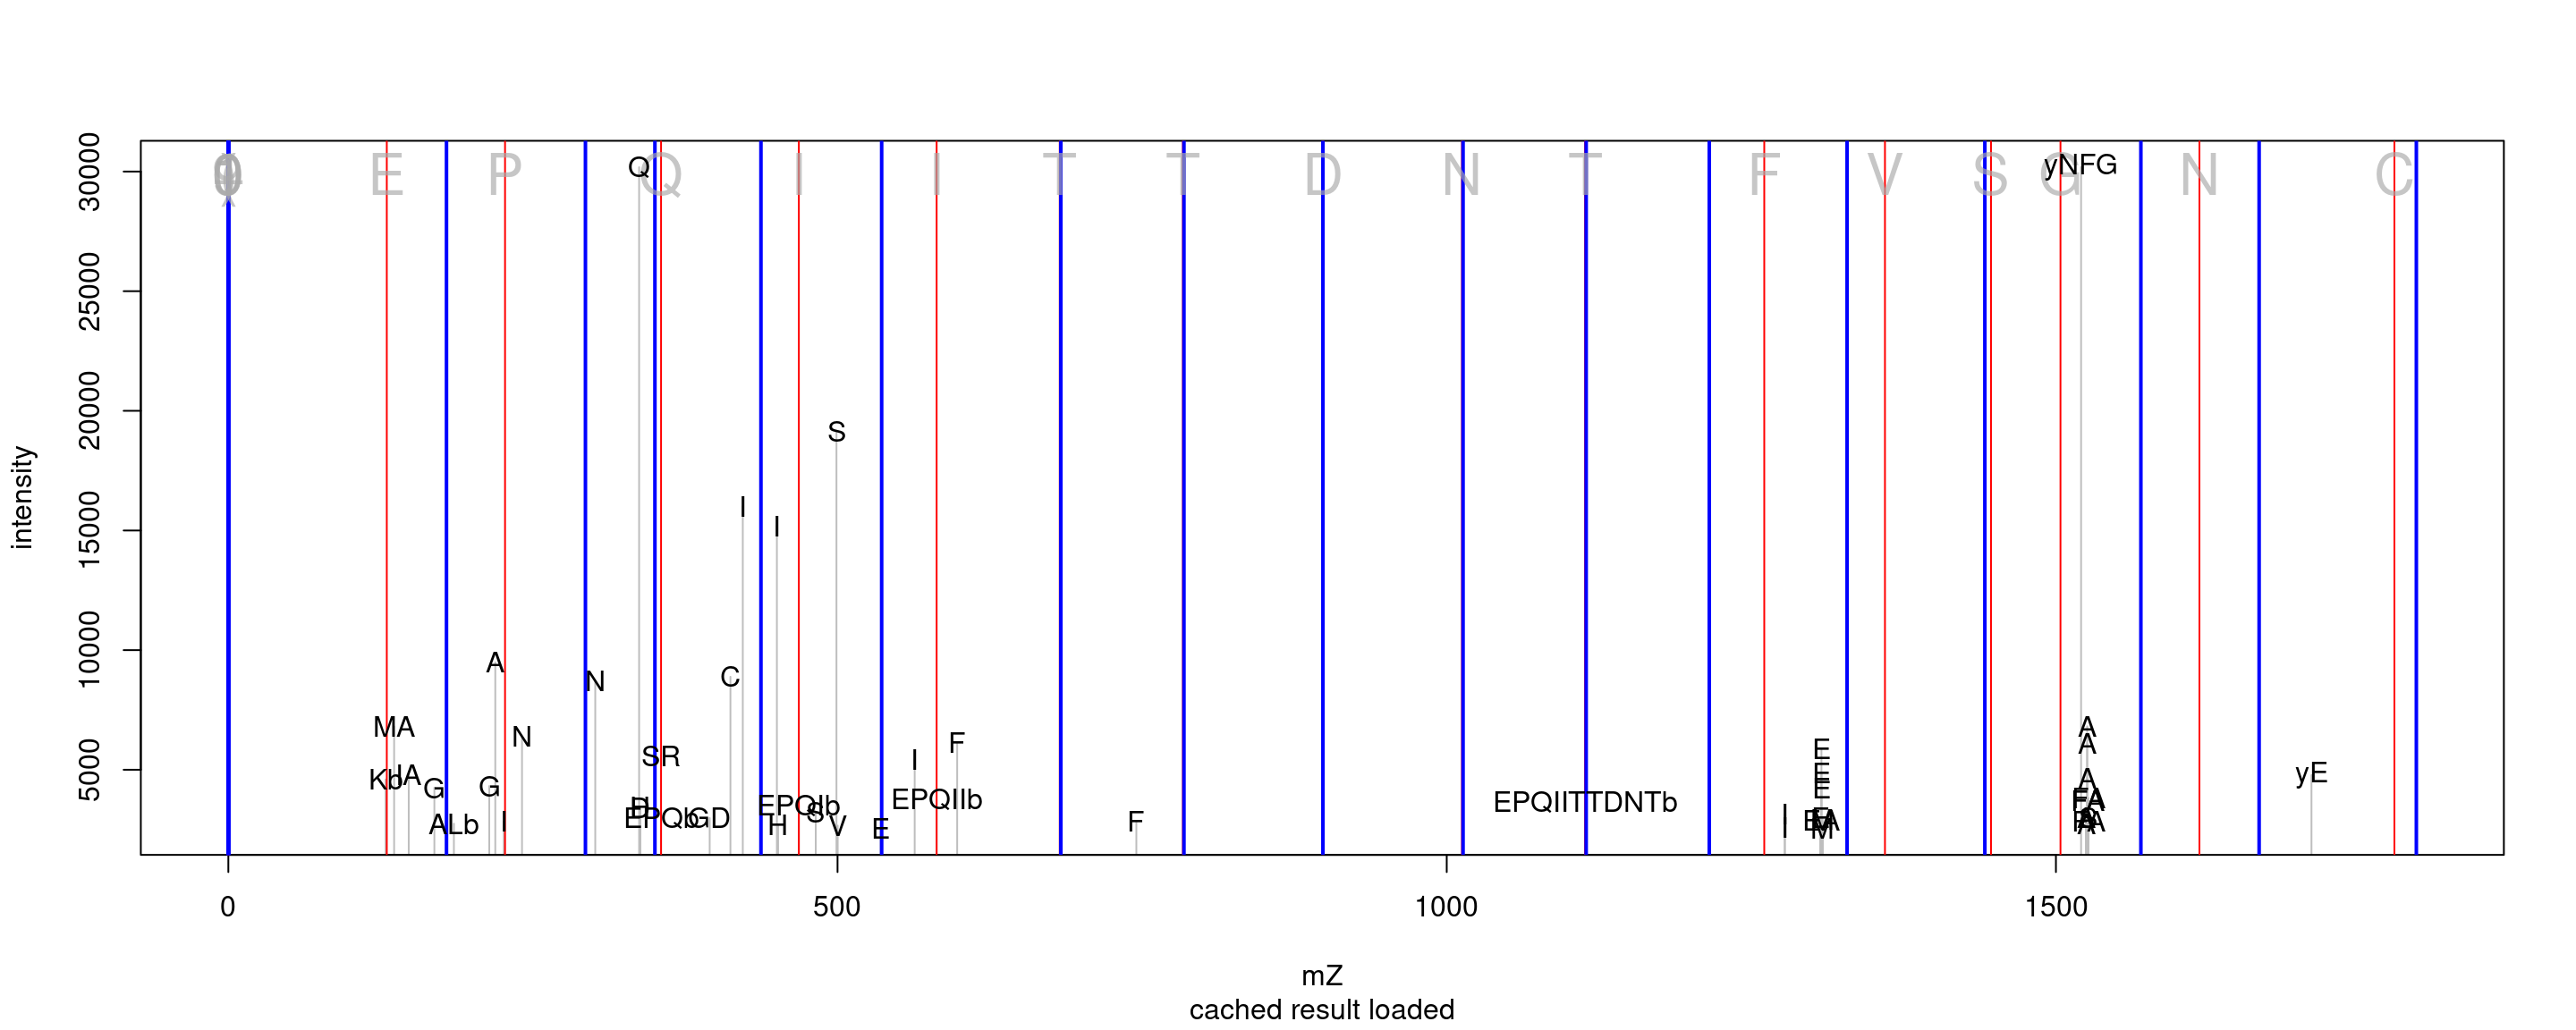 30000
25000
20000
15000
10000
5000
intensity
E P Q I I T T D N T F V S G N C
Q
yNFG
S
I
I
A
N
C
MA
N
SR
Kb
IA
G
G
ALb
I
EPQb
GD
EPQIb
H
S
V
E
I
F
EPQIIb
F
EPQIITTDNTb
I
I
E
E
E
E
M
A
A
A
yE
0 500 1000 1500
mZ
cached result loaded